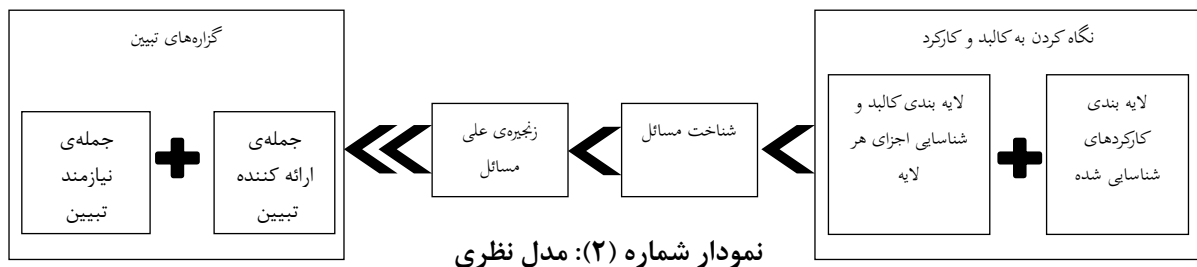 نگاه کردن به کالبد و کارکرد
لایه بندی
کارکردهای
شناسایی شده
لایه بندی کالبد و
شناسایی اجزای هر
لایه
شناخت مسائل
زنجیره‌ی علی
مسائل
گزاره‌های تبیین
جمله‌ی
ارائه کننده
تبیین
جمله‌ی
نیازمند
تبیین
نمودار شماره (۲): مدل نظری